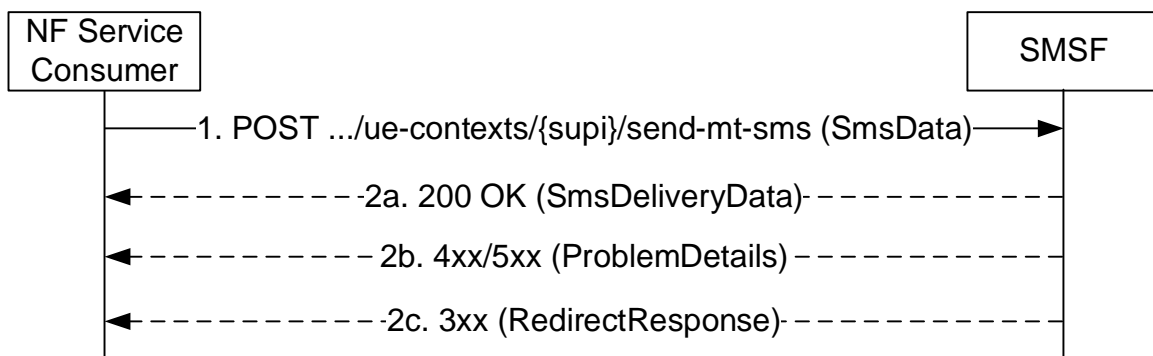 NF Service
Consumer
SMSF
1. POST .../ue-contexts/{supi}/send-mt-sms (SmsData)
2a. 200 OK (SmsDeliveryData)
2b. 4xx/5xx (ProblemDetails)
2c. 3xx (RedirectResponse)